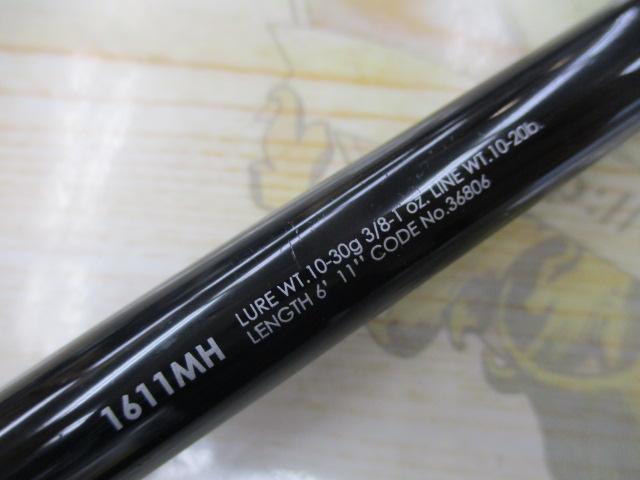 1611MH
LURE WT.10-30g 3/8-1 oz. LINE WT.10-20lb.
LENGTH 6' 11" CODE No.36806